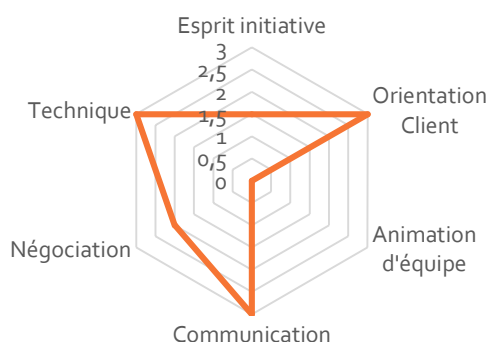 Esprit initiative
3
2,5
2
1,5
1
0,5
0
Orientation
Client
Animation
d'équipe
Communication
Négociation
Technique